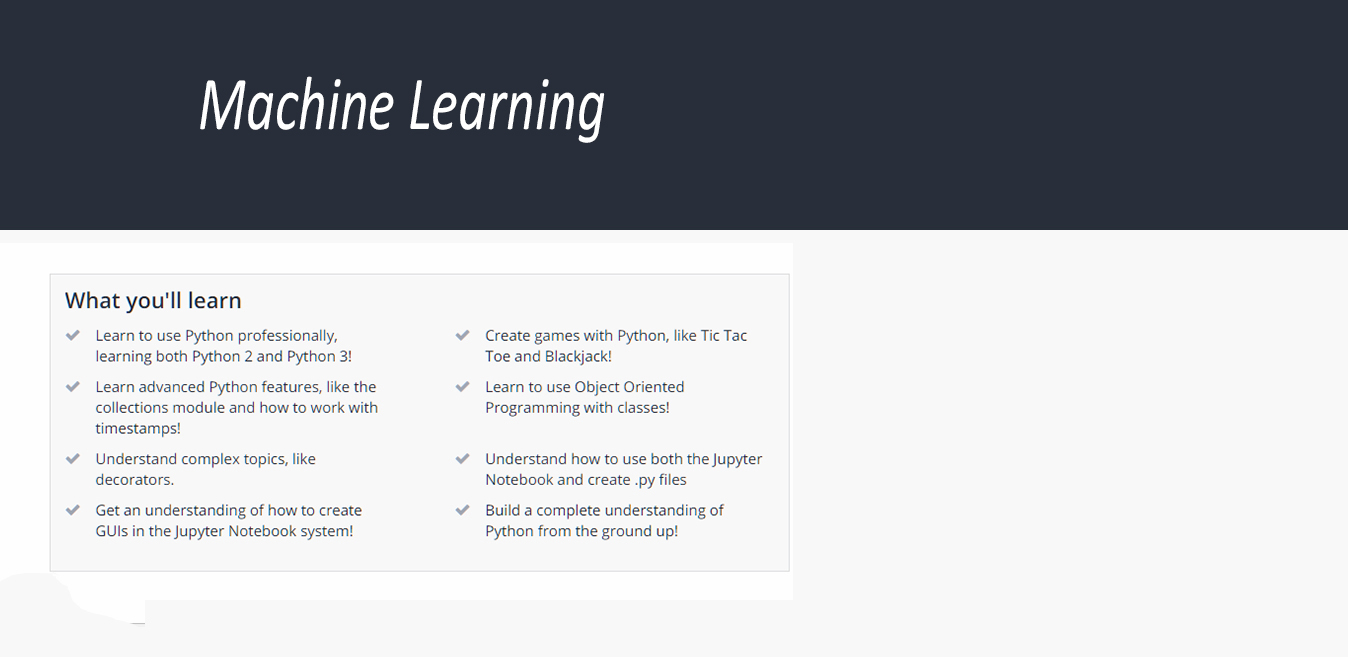 Machine Learning
What you'll learn
Learn to use Python professionally,
learning both Python 2 and Python 3!
Learn advanced Python features, like the
collections module and how to work with
timestamps!
Understand complex topics, like
decorators.
Get an understanding of how to create
GUIs in the Jupyter Notebook system!
Create games with Python, like Tic Tac
Toe and Blackjack!
Learn to use Object Oriented
Programming with classes!
Understand how to use both the Jupyter
Notebook and create .py files
Build a complete understanding of
Python from the ground up!